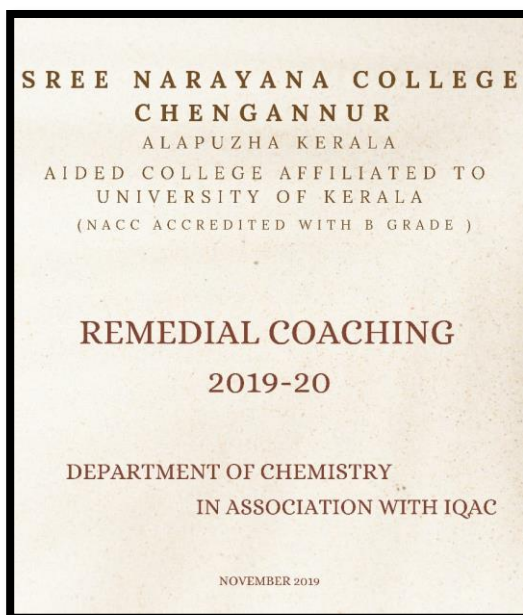 SREE NARAYANA COLLEGE
CHENGANNUR
ALAPUZHA KERALA
AIDED COLLEGE AFFILIATED TO
UNIVERSITY OF KERALA
(NACC ACCREDITED WITH B GRADE )
REMEDIAL COACHING
2019-20
DEPARTMENT OF CHEMISTRY
IN ASSOCIATION WITH IQAC
NOVEMBER 2019